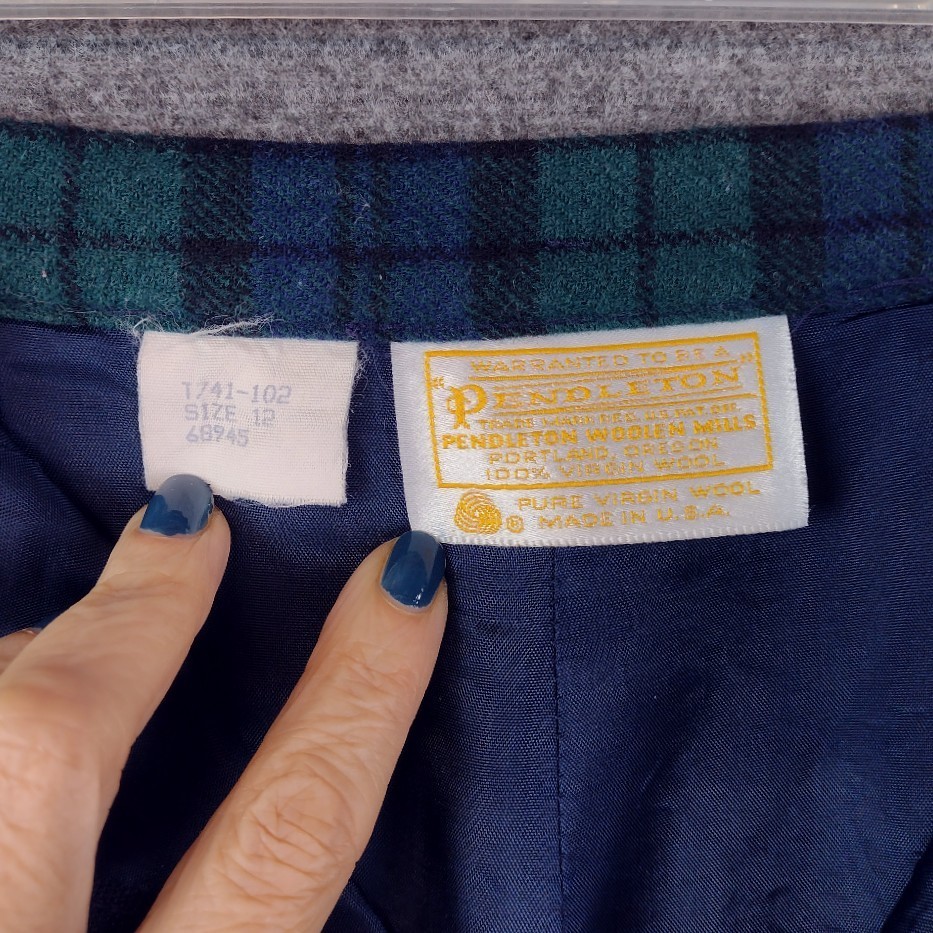 T741-102
SIZE 12
68945
WARRANTED TO BE A
"PENDLETON"
TRADE MARK REG. U.S. PAT. OFF.
PENDLETON WOOLEN MILLS
PORTLAND, OREGON
100% VIRGIN WOOL
PURE VIRGIN WOOL
® MADE IN U.S.A.